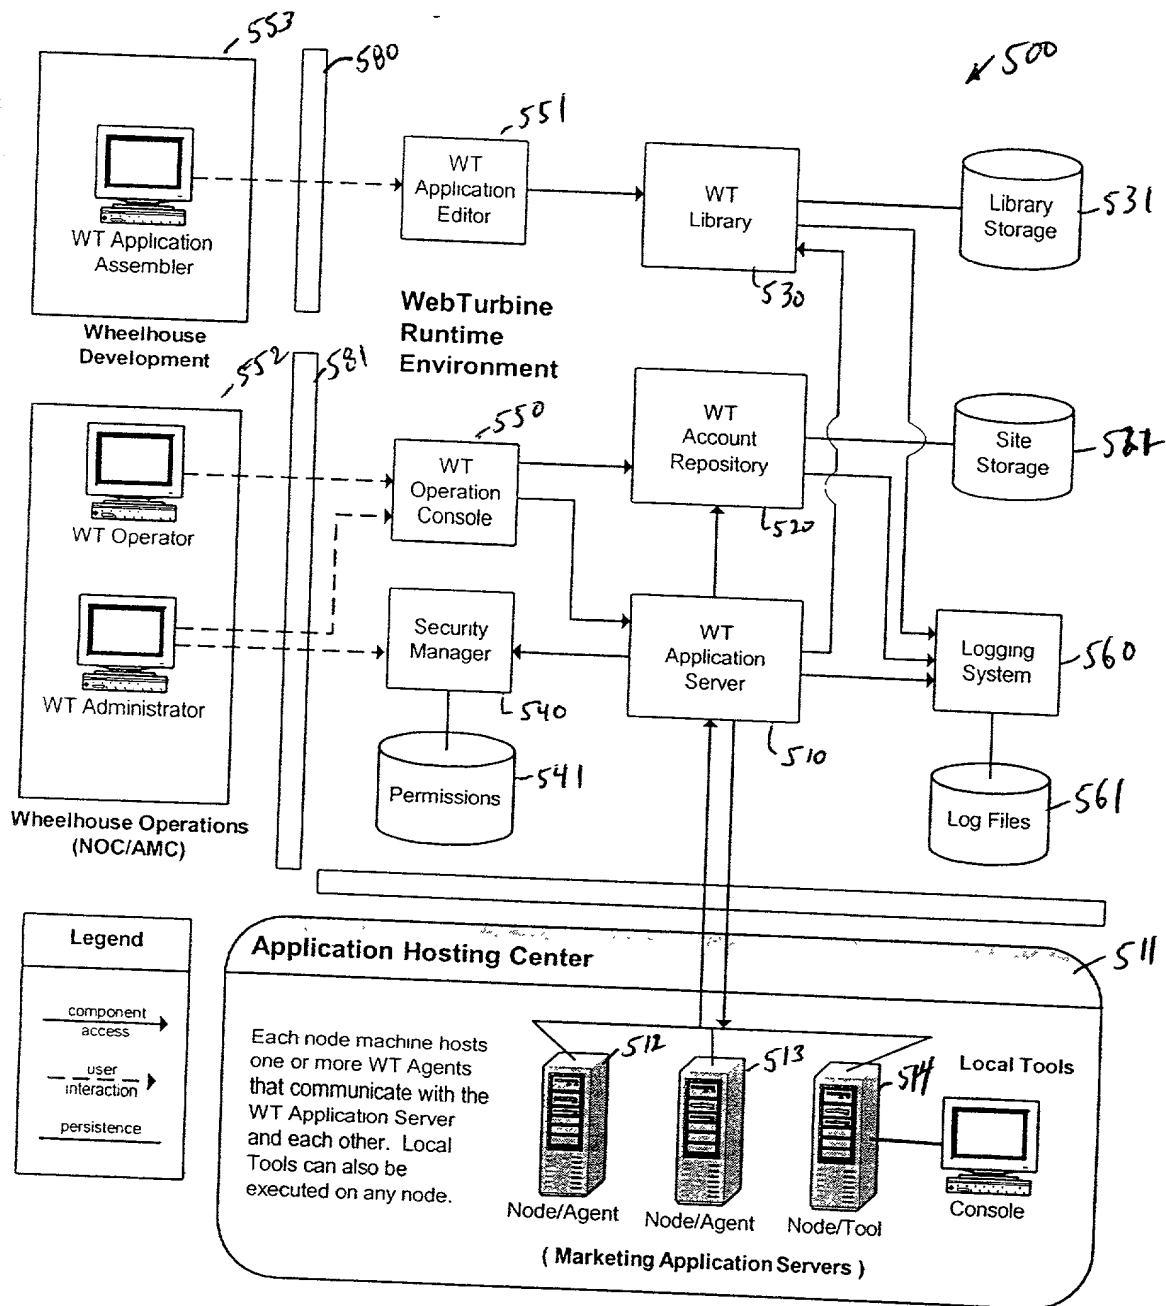 553
580
500
551
WT
Application
Editor
WT
Library
Library
Storage
531
WT Application
Assembler
530
Wheelhouse
Development
WebTurbine
Runtime
Environment
552
581
550
WT
Operation
Console
WT
Account
Repository
Site
Storage
WT Operator
520
Security
Manager
WT
Application
Server
Logging
System
560
WT Administrator
540
510
Permissions
541
Log Files
561
Wheelhouse Operations
(NOC/AMC)
Legend
component
access
user
interaction
persistence
Application Hosting Center
511
Each node machine hosts
one or more WT Agents
that communicate with the
WT Application Server
and each other. Local
Tools can also be
executed on any node.
512
513
514
Local Tools
Node/Agent
Node/Agent
Node/Tool
Console
( Marketing Application Servers )